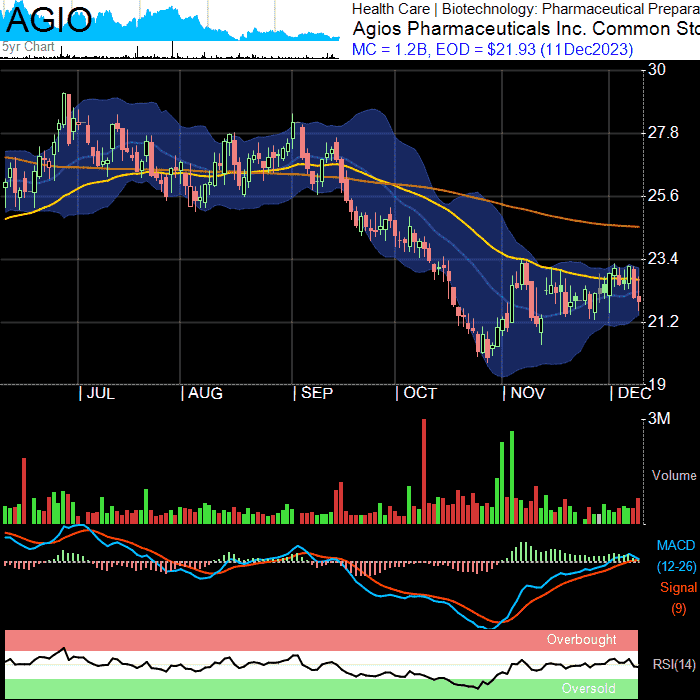 AGIO
5yr Chart
Health Care | Biotechnology: Pharmaceutical Prepara
Agios Pharmaceuticals Inc. Common Sto
MC = 1.2B, EOD = $21.93 (11Dec2023)
30
27.8
25.6
23.4
21.2
19
| JUL | AUG | SEP | OCT | NOV | DEC
3M
Volume
MACD
(12-26)
Signal
(9)
Overbought
RSI(14)
Oversold